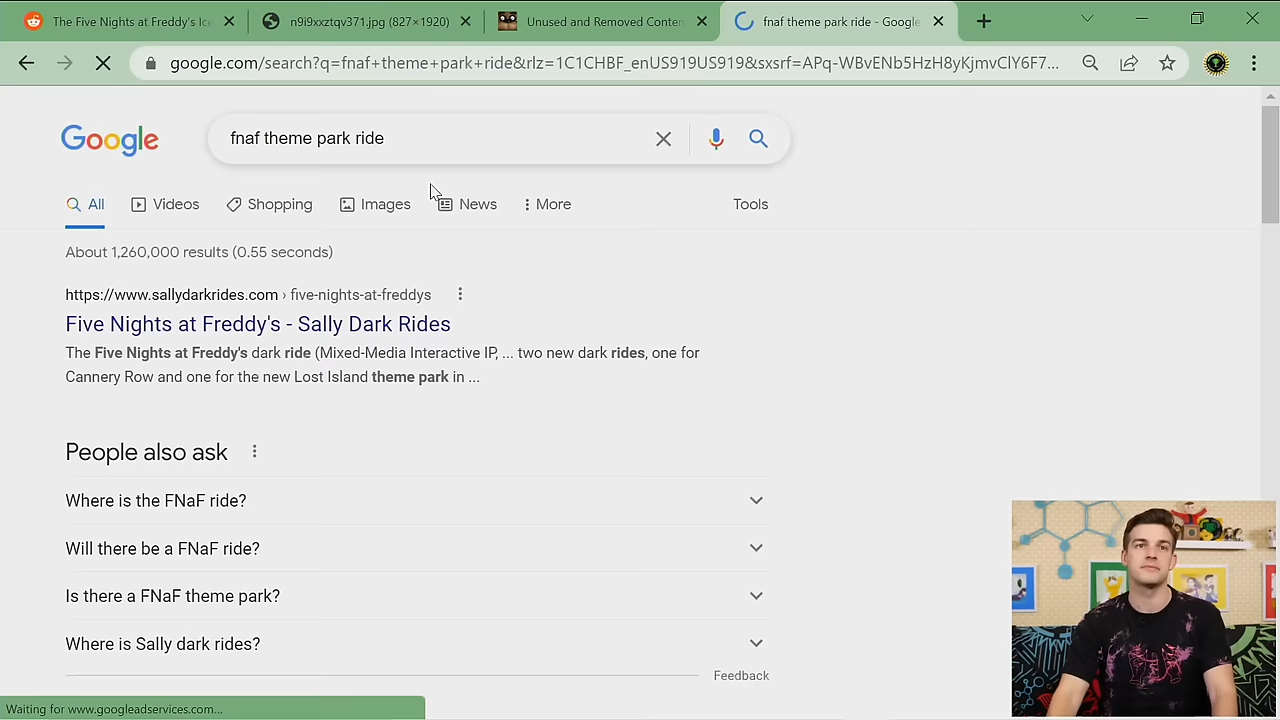 The Five Nights at Freddy's Ice
n9i9xxztqv371.jpg (827×1920)
Unused and Removed Conten
fnaf theme park ride - Google
google.com/search?q=fnaf+theme+park+ride&rlz=1C1CHBF_enUS919US919&sxsrf=APq-WBvENb5HzH8yKjmvClY6F7...
Google
fnaf theme park ride
All
Videos
Shopping
Images
News
More
Tools
About 1,260,000 results (0.55 seconds)
https://www.sallydarkrides.com › five-nights-at-freddys
Five Nights at Freddy's - Sally Dark Rides
The Five Nights at Freddy's dark ride (Mixed-Media Interactive IP, ... two new dark rides, one for
Cannery Row and one for the new Lost Island theme park in ...
People also ask
Where is the FNaF ride?
Will there be a FNaF ride?
Is there a FNaF theme park?
Where is Sally dark rides?
Feedback
Waiting for www.googleadservices.com...